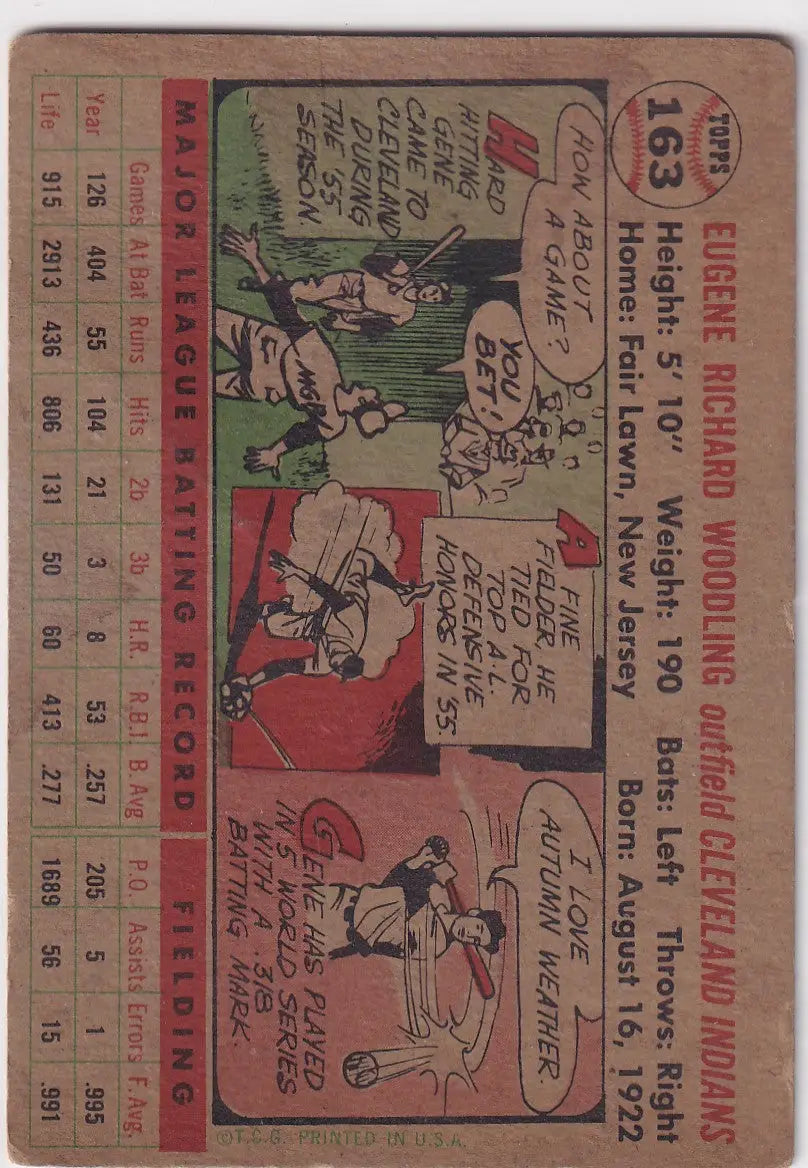 TOPPS
163
EUGENE RICHARD WOODLING outfield CLEVELAND INDIANS
Height: 5' 10" Weight: 190 Bats: Left Throws: Right
Home: Fair Lawn, New Jersey Born: August 16, 1922
HOW ABOUT
A GAME?
YOU
BET!
HARD
HITTING
GENE
CAME TO
CLEVELAND
DURING
THE '55
SEASON.
MGR.
A FINE
FIELDER, HE
TIED FOR
TOP A.L.
DEFENSIVE
HONORS IN '55.
I LOVE
AUTUMN WEATHER.
GENE HAS PLAYED
IN 5 WORLD SERIES
WITH A .318
BATTING MARK.
©T.C.G. PRINTED IN U.S.A.
MAJOR LEAGUE BATTING RECORD FIELDING
Games At Bat Runs Hits 2b 3b H.R. R.B.I. B. Avg P.O. Assists Errors F. Avg.
Year 126 404 55 104 21 3 8 53 .257 205 5 1 .995
Life 915 2913 436 806 131 50 60 413 .277 1689 56 15 .991